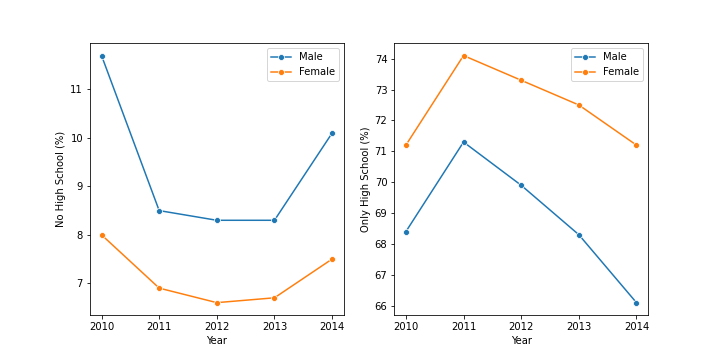 Male
Female
11
10
9
8
7
No High School (%)
2010 2011 2012 2013 2014
Year
Male
Female
74
73
72
71
70
69
68
67
66
Only High School (%)
2010 2011 2012 2013 2014
Year